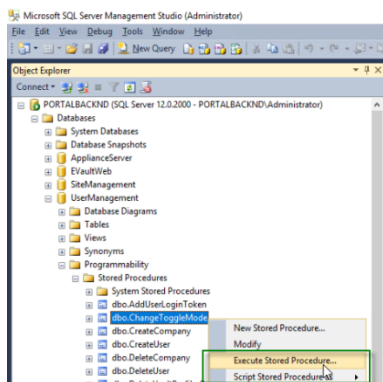 Microsoft SQL Server Management Studio (Administrator)
File Edit View Debug Tools Window Help
New Query
Object Explorer
Connect
PORTALBACKND (SQL Server 12.0.2000 - PORTALBACKND\Administrator)
Databases
System Databases
Database Snapshots
ApplianceServer
EVaultWeb
SiteManagement
UserManagement
Database Diagrams
Tables
Views
Synonyms
Programmability
Stored Procedures
System Stored Procedures
dbo.AddUserLoginToken
dbo.ChangeToggleMode
dbo.CreateCompany
New Stored Procedure...
dbo.CreateUser
Modify
dbo.DeleteCompany
Execute Stored Procedure...
dbo.DeleteUser
Script Stored Procedure as